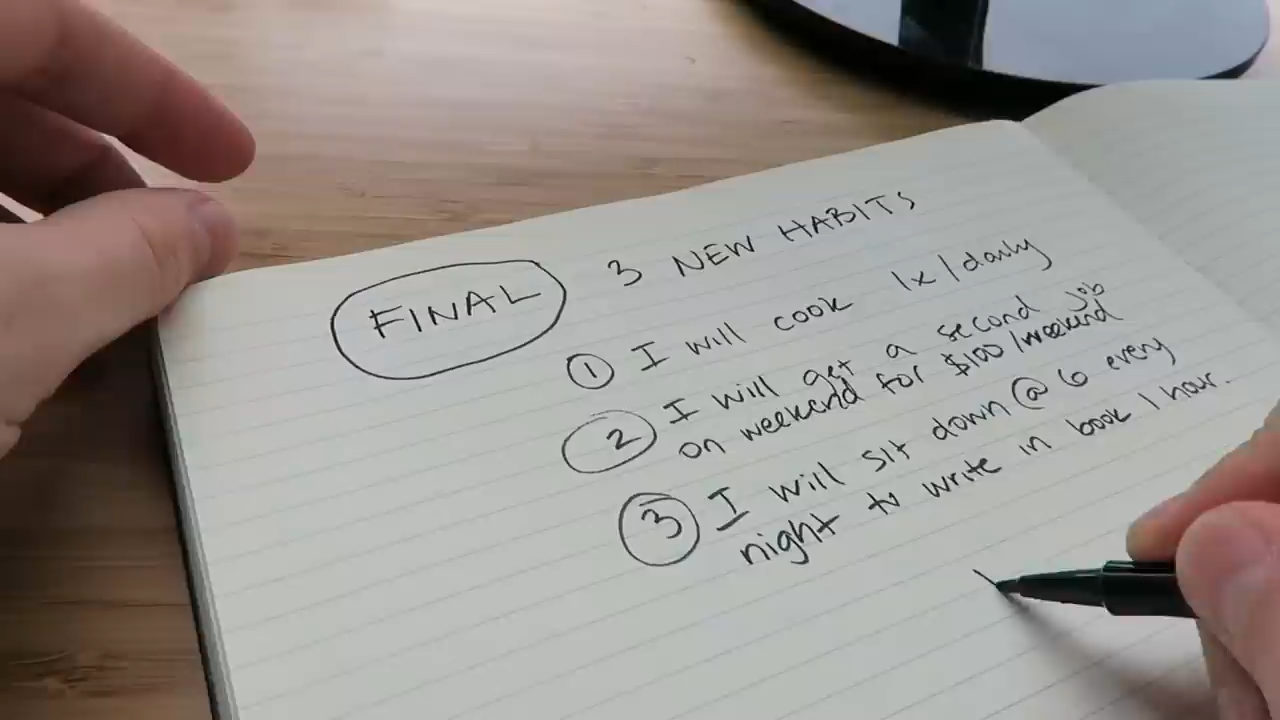 FINAL 3 NEW HABITS
① I will cook 1x/daily
② I will get a second job
on weekend for $100/weekend
③ I will sit down @ 6 every
night to write in book 1 hour.